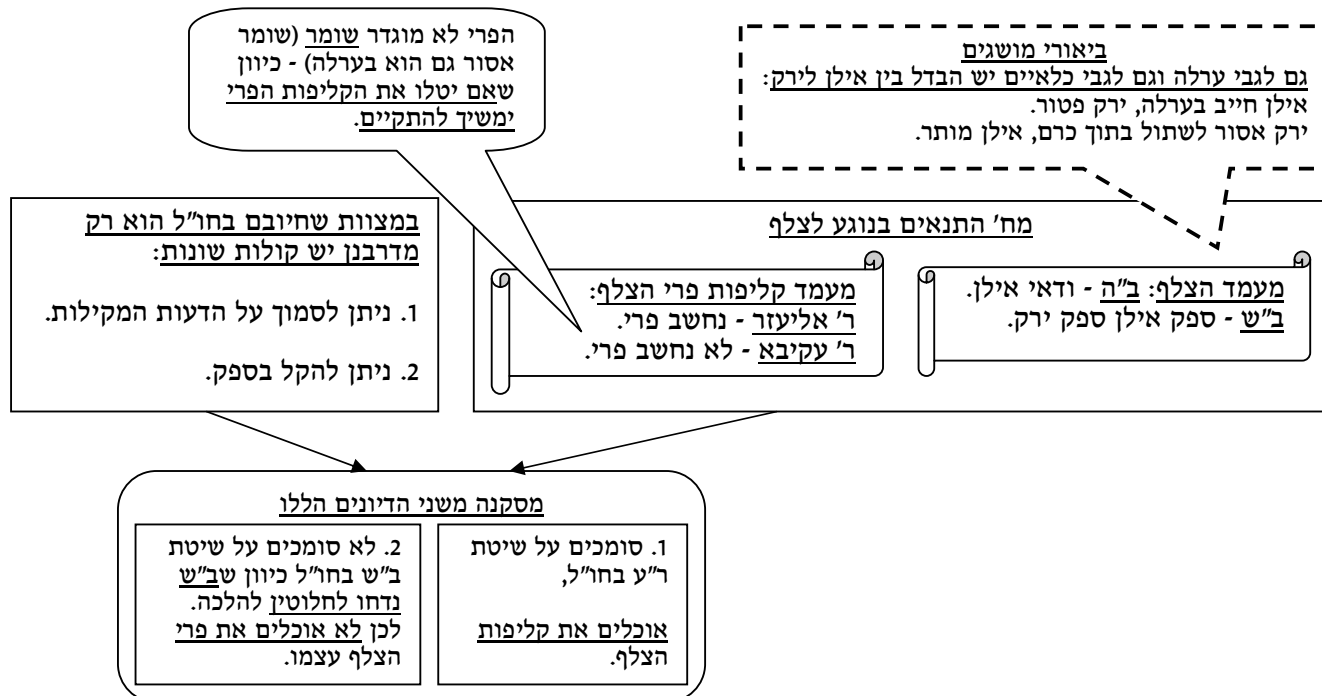 ביאורי מושגים
גם לגבי ערלה וגם לגבי כלאיים יש הבדל בין אילן לירק:
אילן חייב בערלה, ירק פטור.
ירק אסור לשתול בתוך כרם, אילן מותר.
הפרי לא מוגדר שומר (שומר
אסור גם הוא בערלה) - כיוון
שאם יטלו את הקליפות הפרי
ימשיך להתקיים.
מח' התנאים בנוגע לצלף
מעמד הצלף: ב"ה - ודאי אילן.
ב"ש - ספק אילן ספק ירק.
מעמד קליפות פרי הצלף:
ר' אליעזר - נחשב פרי.
ר' עקיבא - לא נחשב פרי.
במצוות שחיובם בחו"ל הוא רק
מדרבנן יש קולות שונות:
1. ניתן לסמוך על הדעות המקילות.
2. ניתן להקל בספק.
מסקנה משני הדיונים הללו
1. סומכים על שיטת
ר"ע בחו"ל,
אוכלים את קליפות
הצלף.
2. לא סומכים על שיטת
ב"ש בחו"ל כיוון שב"ש
נדחו לחלוטין להלכה.
לכן לא אוכלים את פרי
הצלף עצמו.